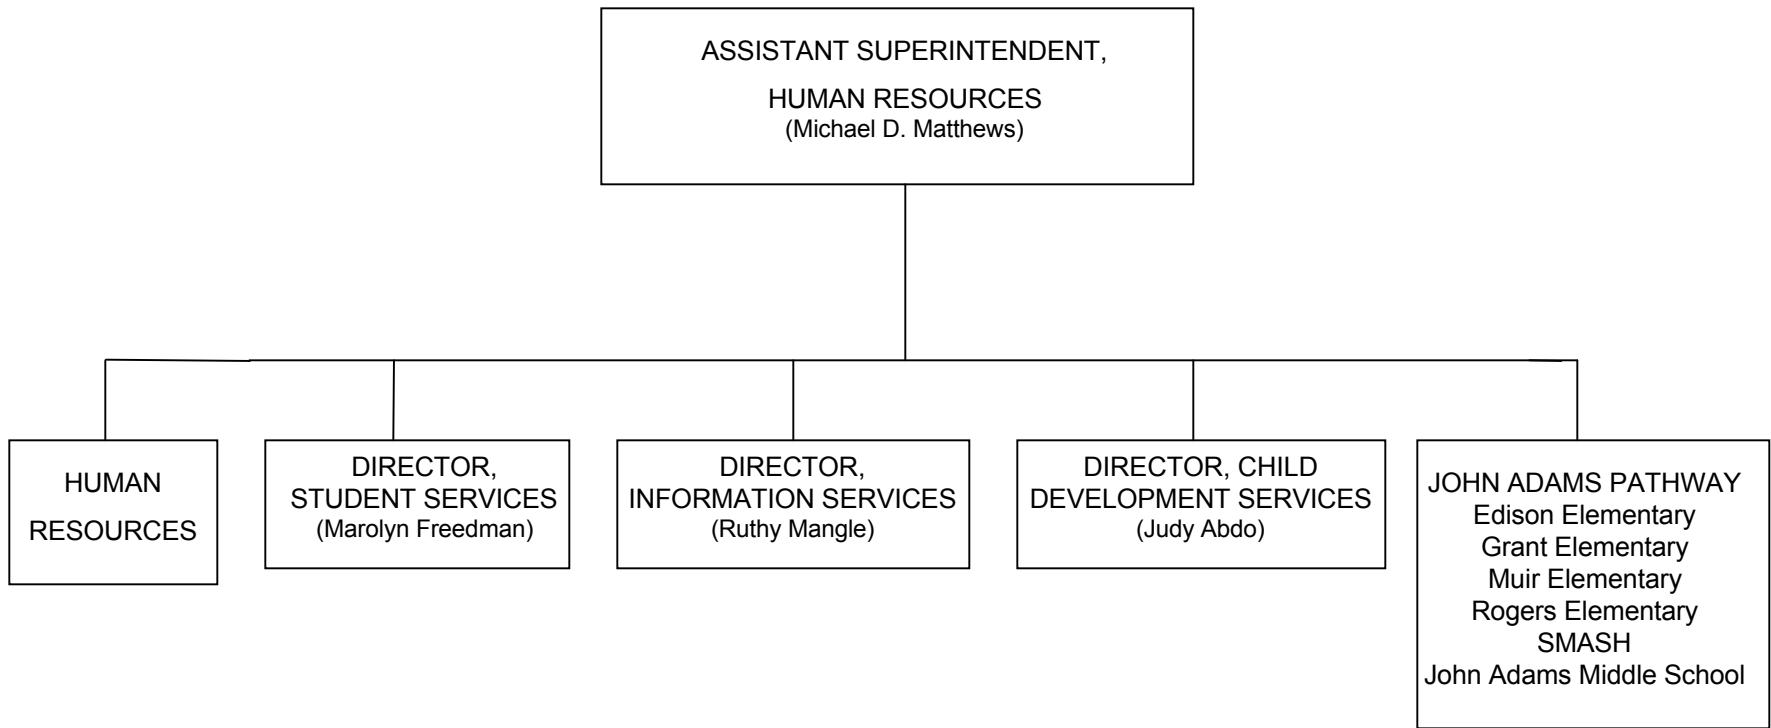 ASSISTANT SUPERINTENDENT,
HUMAN RESOURCES
(Michael D. Matthews)
HUMAN
RESOURCES
DIRECTOR,
STUDENT SERVICES
(Marolyn Freedman)
DIRECTOR,
INFORMATION SERVICES
(Ruthy Mangle)
DIRECTOR, CHILD
DEVELOPMENT SERVICES
(Judy Abdo)
JOHN ADAMS PATHWAY
Edison Elementary
Grant Elementary
Muir Elementary
Rogers Elementary
SMASH
John Adams Middle School